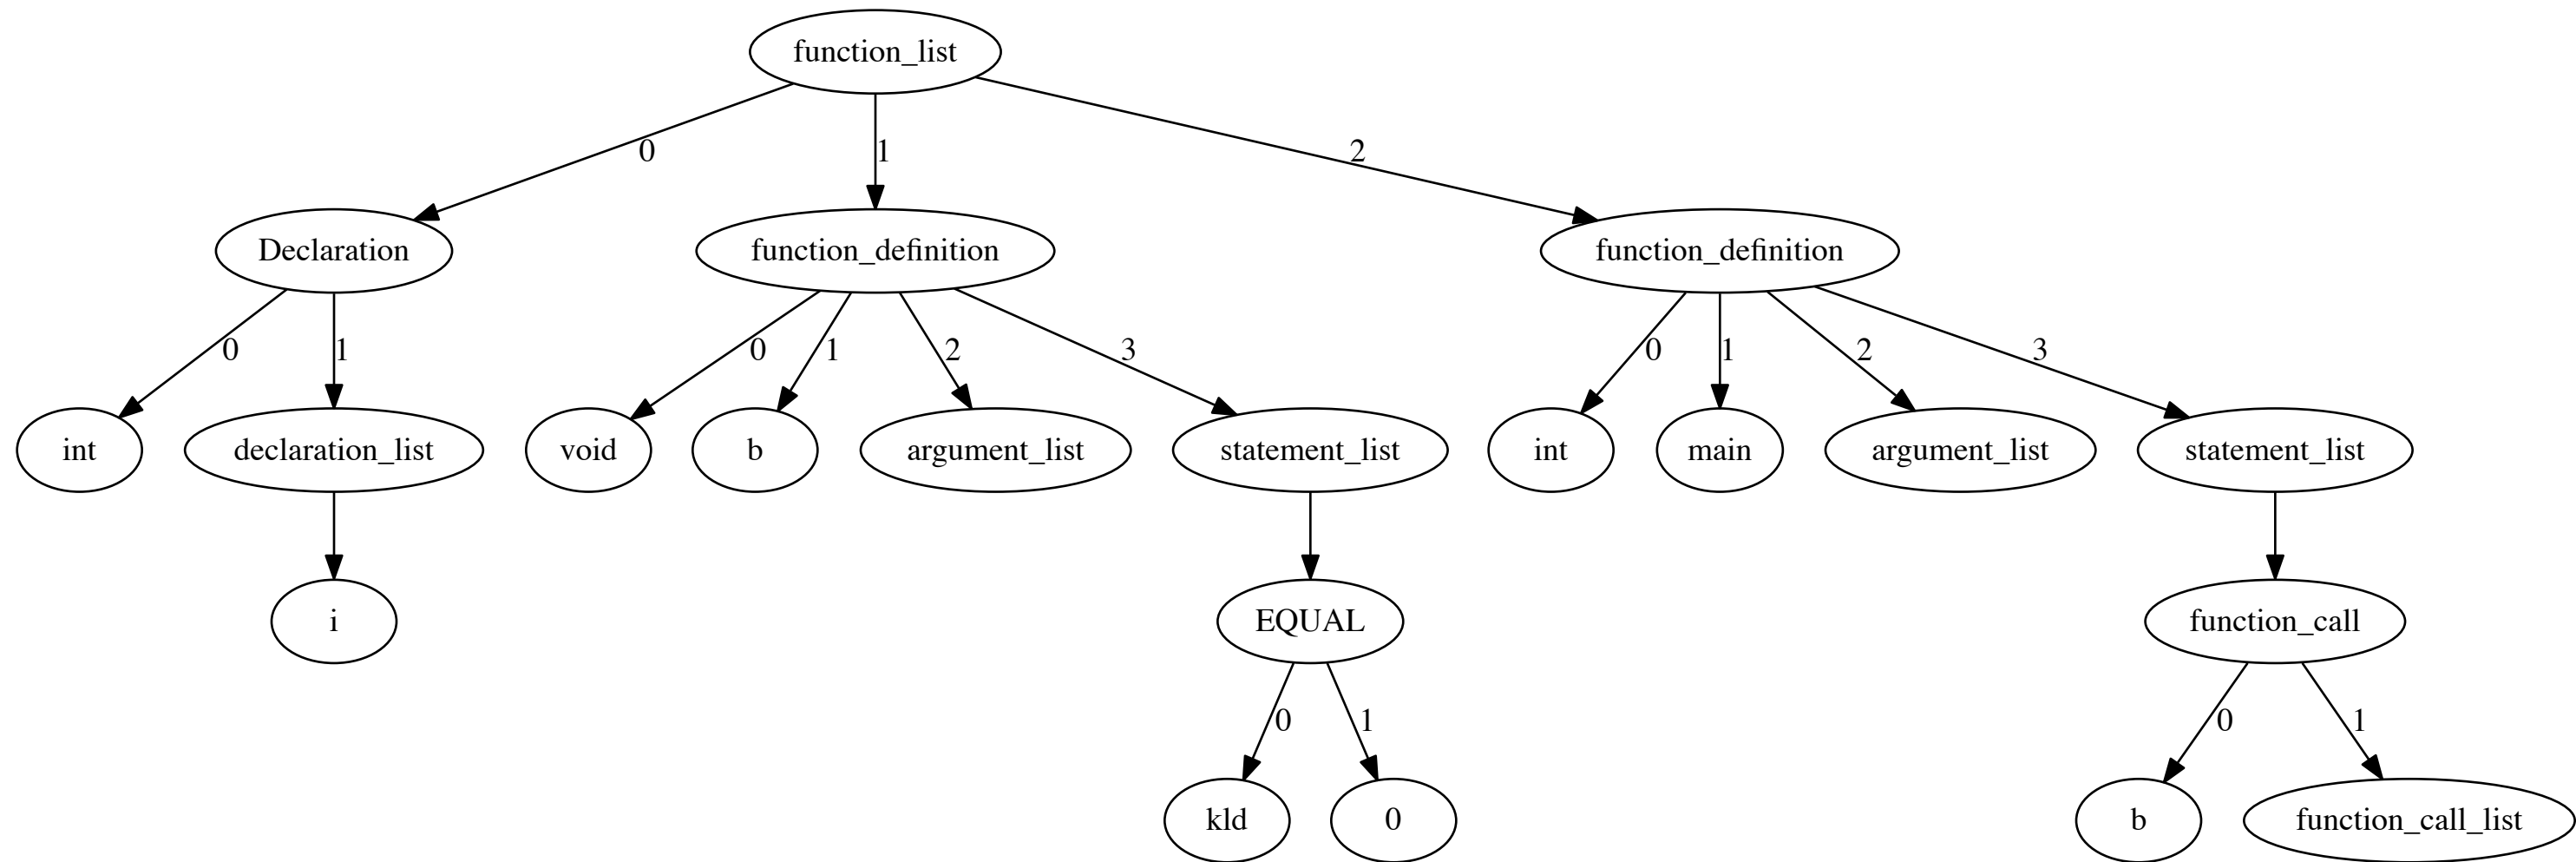 function_list
0
1
2
Declaration
function_definition
function_definition
0
1
0
1
2
3
0
1
2
3
int
declaration_list
void
b
argument_list
statement_list
int
main
argument_list
statement_list
i
EQUAL
function_call
0
1
0
1
kld
0
b
function_call_list